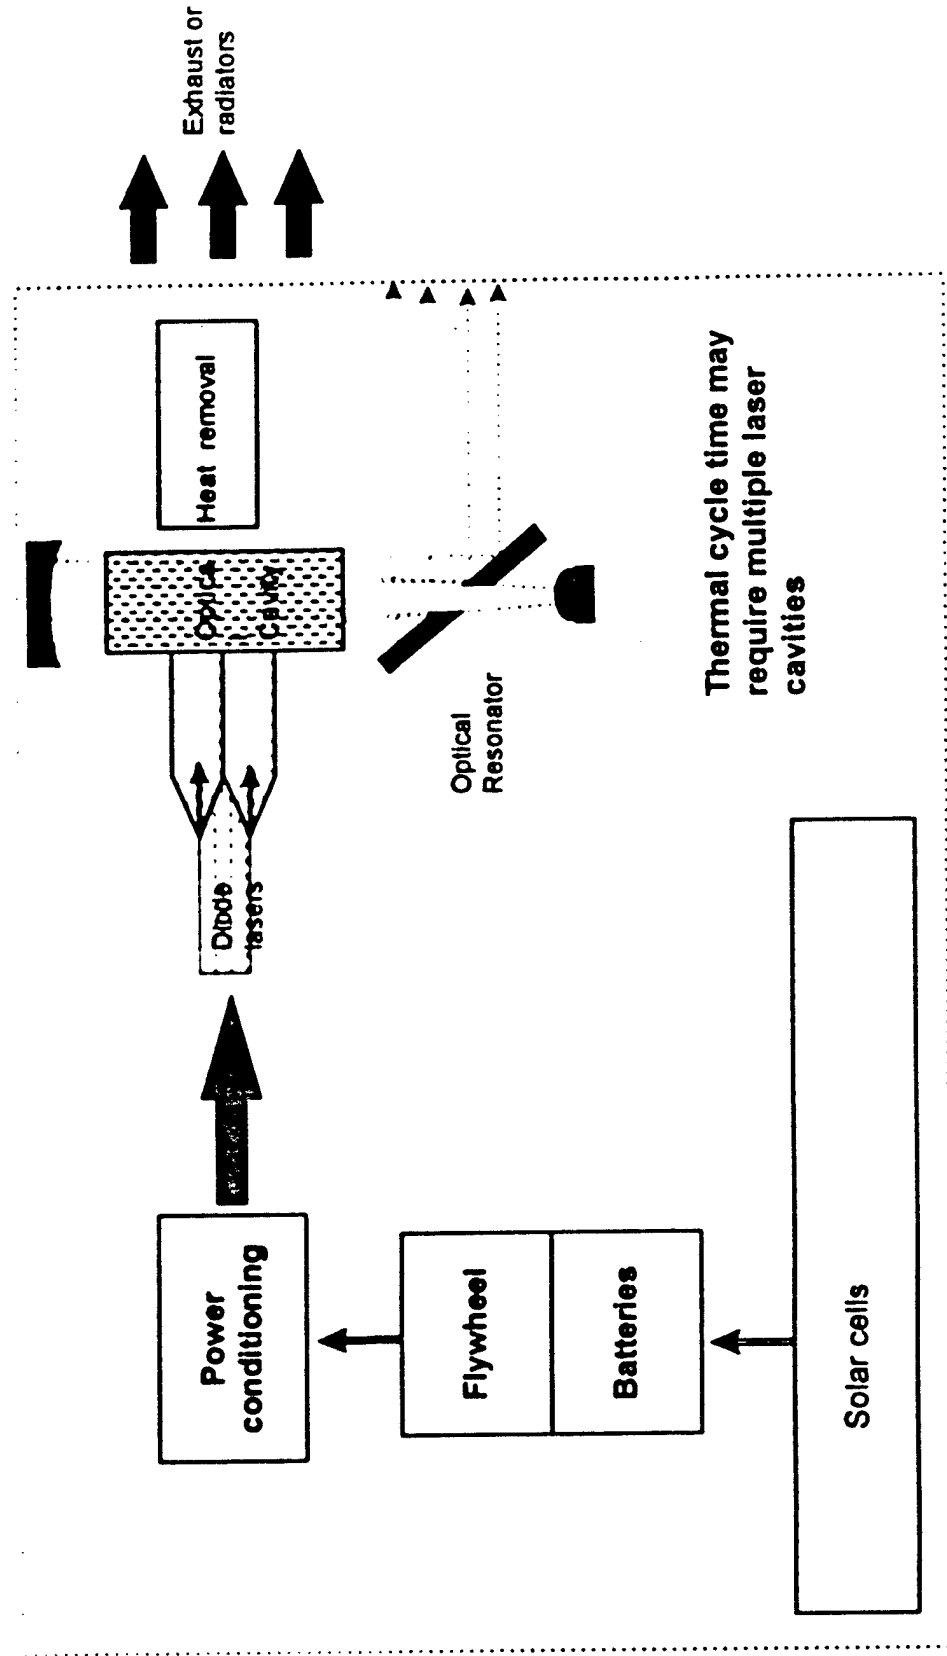 Exhaust or
radiators
Heat removal
Optica
Cavity
Diode
lasers
Optical
Resonator
Power
conditioning
Flywheel
Batteries
Solar cells
Thermal cycle time may
require multiple laser
cavities